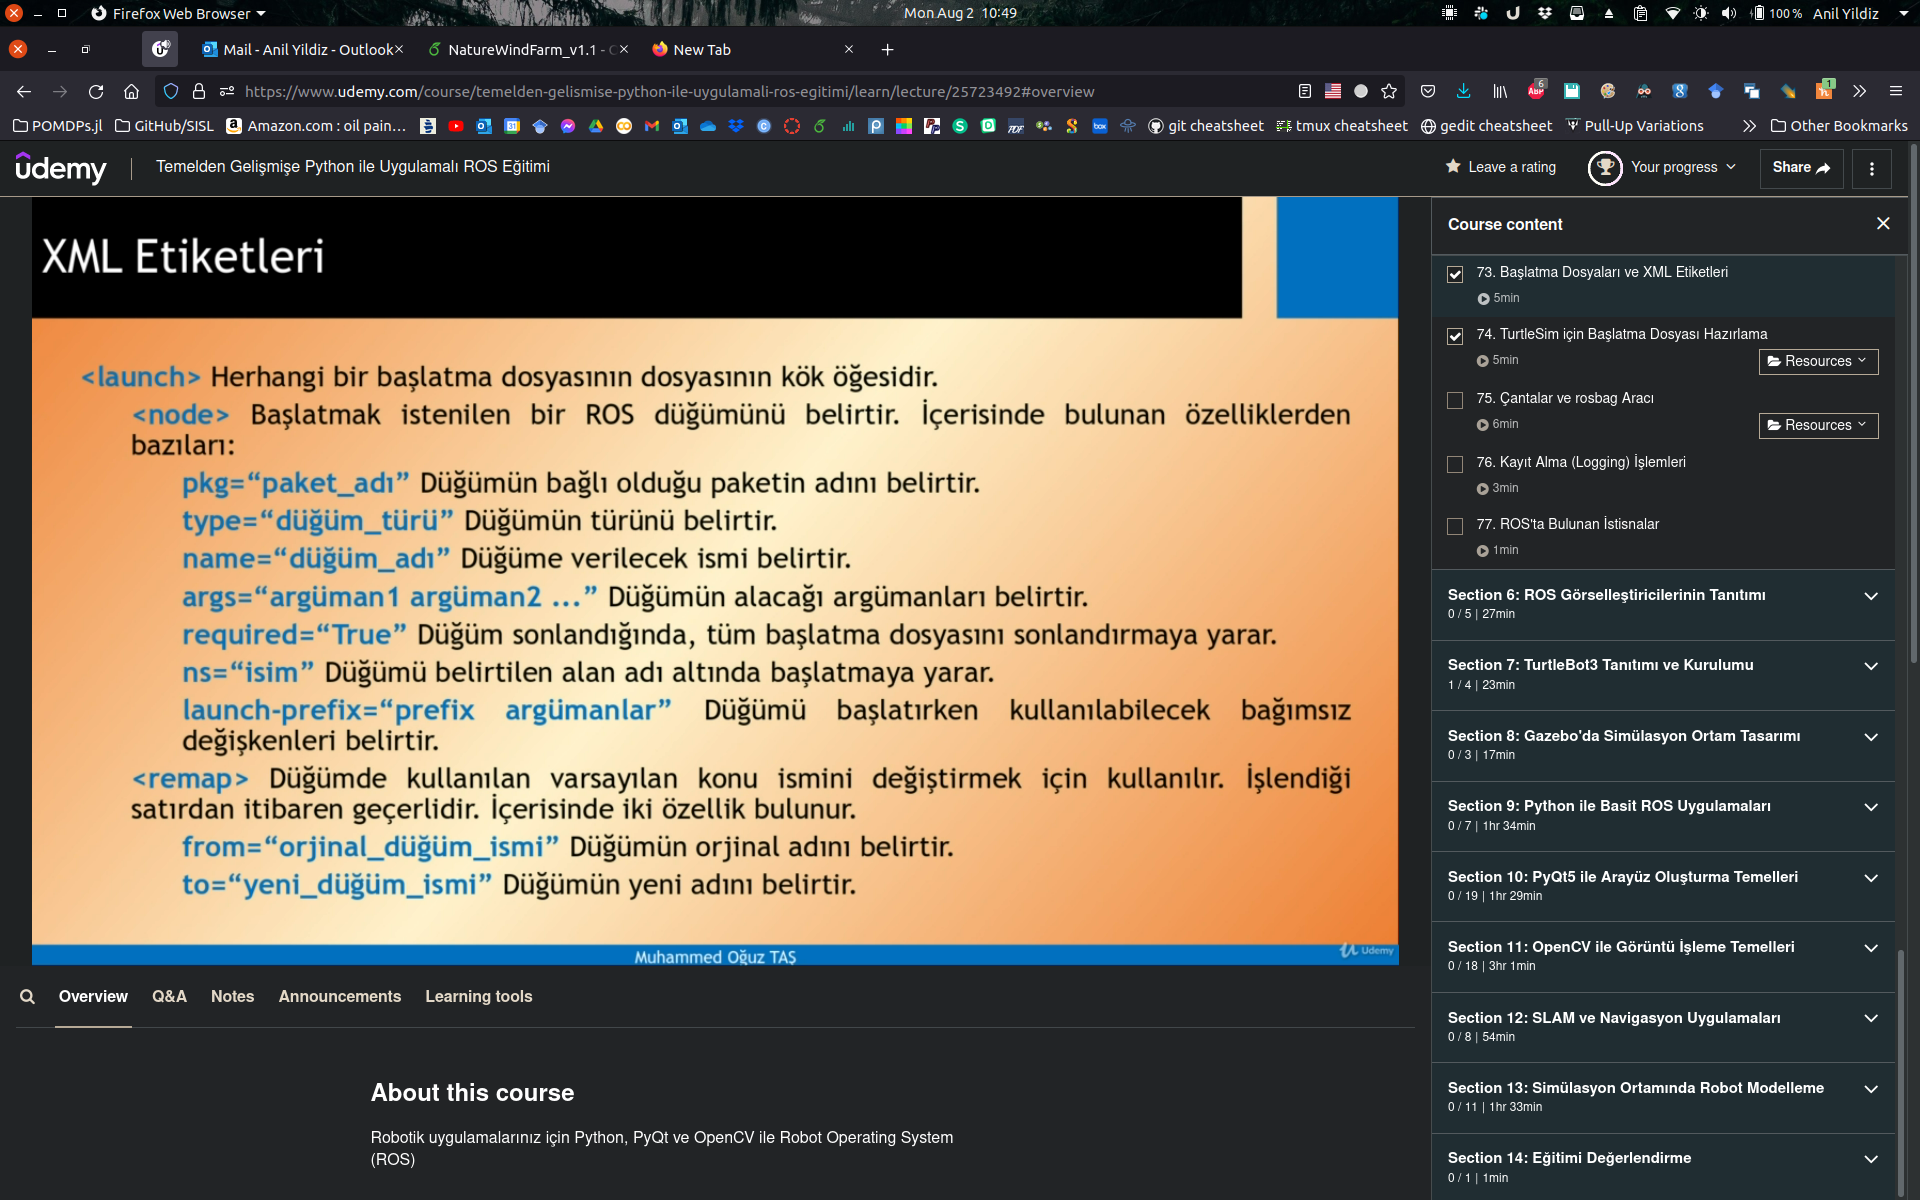 Firefox Web Browser
Mon Aug 2 10:49
100 %
Anil Yildiz
Mail - Anil Yildiz - Outlook
NatureWindFarm_v1.1 -
New Tab
https://www.udemy.com/course/temelden-gelismise-python-ile-uygulamali-ros-egitimi/learn/lecture/25723492#overview
POMDPs.jl
GitHub/SISL
Amazon.com : oil pain...
git cheatsheet
tmux cheatsheet
gedit cheatsheet
Pull-Up Variations
Other Bookmarks
udemy
Temelden Gelişmişe Python ile Uygulamalı ROS Eğitimi
Leave a rating
Your progress
Share
XML Etiketleri
<launch> Herhangi bir başlatma dosyasının dosyasının kök öğesidir.
<node> Başlatmak istenilen bir ROS düğümünü belirtir. İçerisinde bulunan özelliklerden
bazıları:
pkg=“paket_adı” Düğümün bağlı olduğu paketin adını belirtir.
type=“düğüm_türü” Düğümün türünü belirtir.
name=“düğüm_adı” Düğüme verilecek ismi belirtir.
args=“argüman1 argüman2 ...” Düğümün alacağı argümanları belirtir.
required=“True” Düğüm sonlandığında, tüm başlatma dosyasını sonlandırmaya yarar.
ns=“isim” Düğümü belirtilen alan adı altında başlatmaya yarar.
launch-prefix=“prefix argümanlar” Düğümü başlatırken kullanılabilecek bağımsız
değişkenleri belirtir.
<remap> Düğümde kullanılan varsayılan konu ismini değiştirmek için kullanılır. İşlendiği
satırdan itibaren geçerlidir. İçerisinde iki özellik bulunur.
from=“orjinal_düğüm_ismi” Düğümün orjinal adını belirtir.
to=“yeni_düğüm_ismi” Düğümün yeni adını belirtir.
Muhammed Oğuz TAŞ
Udemy
Course content
73. Başlatma Dosyaları ve XML Etiketleri
5min
74. TurtleSim için Başlatma Dosyası Hazırlama
5min
Resources
75. Çantalar ve rosbag Aracı
6min
Resources
76. Kayıt Alma (Logging) İşlemleri
3min
77. ROS'ta Bulunan İstisnalar
1min
Section 6: ROS Görselleştiricilerinin Tanıtımı
0 / 5 | 27min
Section 7: TurtleBot3 Tanıtımı ve Kurulumu
1 / 4 | 23min
Section 8: Gazebo'da Simülasyon Ortam Tasarımı
0 / 3 | 17min
Section 9: Python ile Basit ROS Uygulamaları
0 / 7 | 1hr 34min
Section 10: PyQt5 ile Arayüz Oluşturma Temelleri
0 / 19 | 1hr 29min
Section 11: OpenCV ile Görüntü İşleme Temelleri
0 / 18 | 3hr 1min
Section 12: SLAM ve Navigasyon Uygulamaları
0 / 8 | 54min
Section 13: Simülasyon Ortamında Robot Modelleme
0 / 11 | 1hr 33min
Section 14: Eğitimi Değerlendirme
0 / 1 | 1min
Overview
Q&A
Notes
Announcements
Learning tools
About this course
Robotik uygulamalarınız için Python, PyQt ve OpenCV ile Robot Operating System
(ROS)